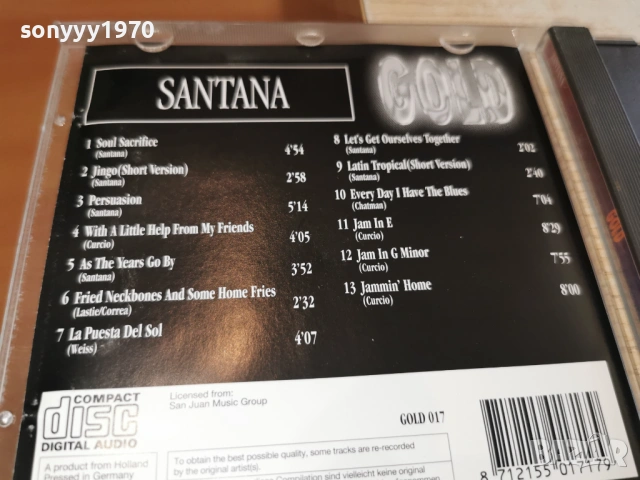 sonyyy1970
SANTANA
GOLD
1 Soul Sacrifice 4'54
(Santana)
2 Jingo(Short Version) 2'58
(Santana)
3 Persuasion 5'14
(Santana)
4 With A Little Help From My Friends 4'05
(Curcio)
5 As The Years Go By 3'52
(Santana)
6 Fried Neckbones And Some Home Fries 2'32
(Lastie/Correa)
7 La Puesta Del Sol 4'07
(Weiss)
8 Let's Get Ourselves Together 2'02
(Santana)
9 Latin Tropical(Short Version) 2'40
(Santana)
10 Every Day I Have The Blues 7'04
(Chatman)
11 Jam In E 8'29
(Curcio)
12 Jam In G Minor 7'55
(Curcio)
13 Jammin' Home 8'00
(Curcio)
GOLD
COMPACT
disc
DIGITAL AUDIO
Licensed from:
San Juan Music Group
GOLD 017
A product from Holland
Pressed in Germany
To obtain the best possible quality, some tracks are re-recorded
by the original artist(s).
Compilation sind vielleicht keine original
8 712155 017179